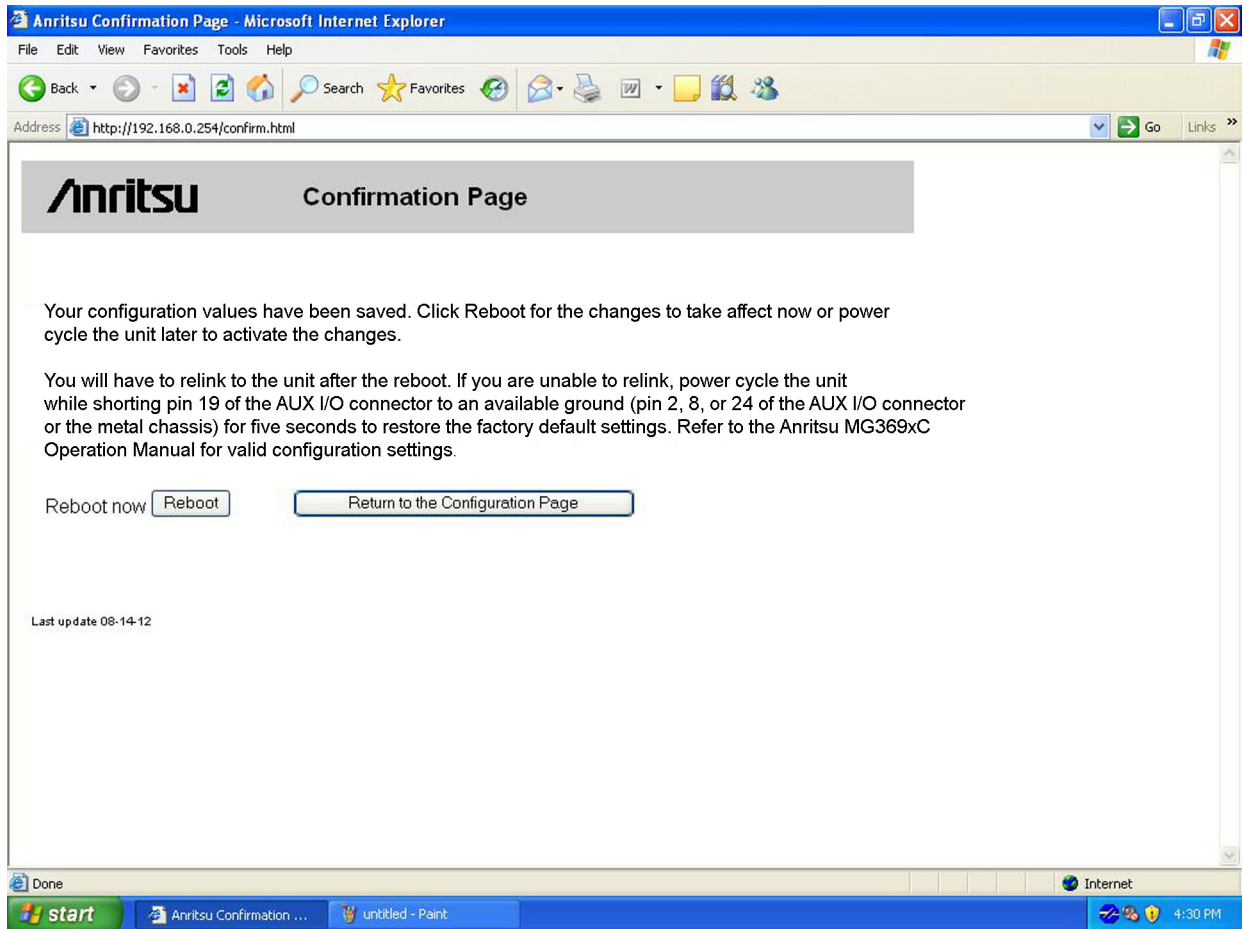 Anritsu Confirmation Page - Microsoft Internet Explorer
File Edit View Favorites Tools Help
Back Search Favorites
Address http://192.168.0.254/confirm.html Go Links »
Anritsu Confirmation Page
Your configuration values have been saved. Click Reboot for the changes to take affect now or power
cycle the unit later to activate the changes.
You will have to relink to the unit after the reboot. If you are unable to relink, power cycle the unit
while shorting pin 19 of the AUX I/O connector to an available ground (pin 2, 8, or 24 of the AUX I/O connector
or the metal chassis) for five seconds to restore the factory default settings. Refer to the Anritsu MG369xC
Operation Manual for valid configuration settings.
Reboot now Reboot Return to the Configuration Page
Last update 08-14-12
Done Internet
start Anritsu Confirmation ... untitled - Paint 4:30 PM